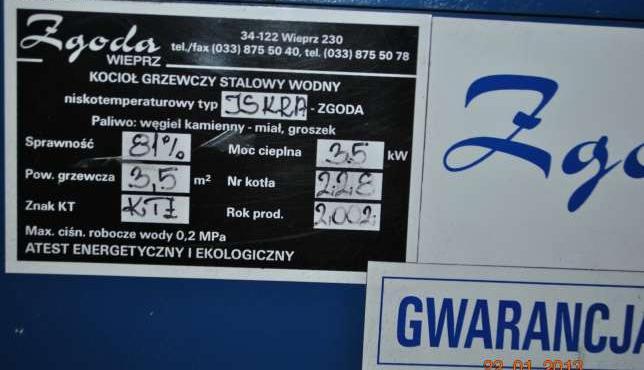 Zgoda
WIEPRZ
34-122 Wieprz 230
tel./fax (033) 875 50 40, tel. (033) 875 50 78
KOCIOŁ GRZEWCZY STALOWY WODNY
niskotemperaturowy typ ISKRA - ZGODA
Paliwo: węgiel kamienny - miał, groszek
Sprawność 81% Moc cieplna 35 kW
Pow. grzewcza 3,5 m² Nr kotła 228
Znak KT KTI Rok prod. 2002.
Max. ciśn. robocze wody 0,2 MPa
ATEST ENERGETYCZNY I EKOLOGICZNY
Zgo
GWARANCJA